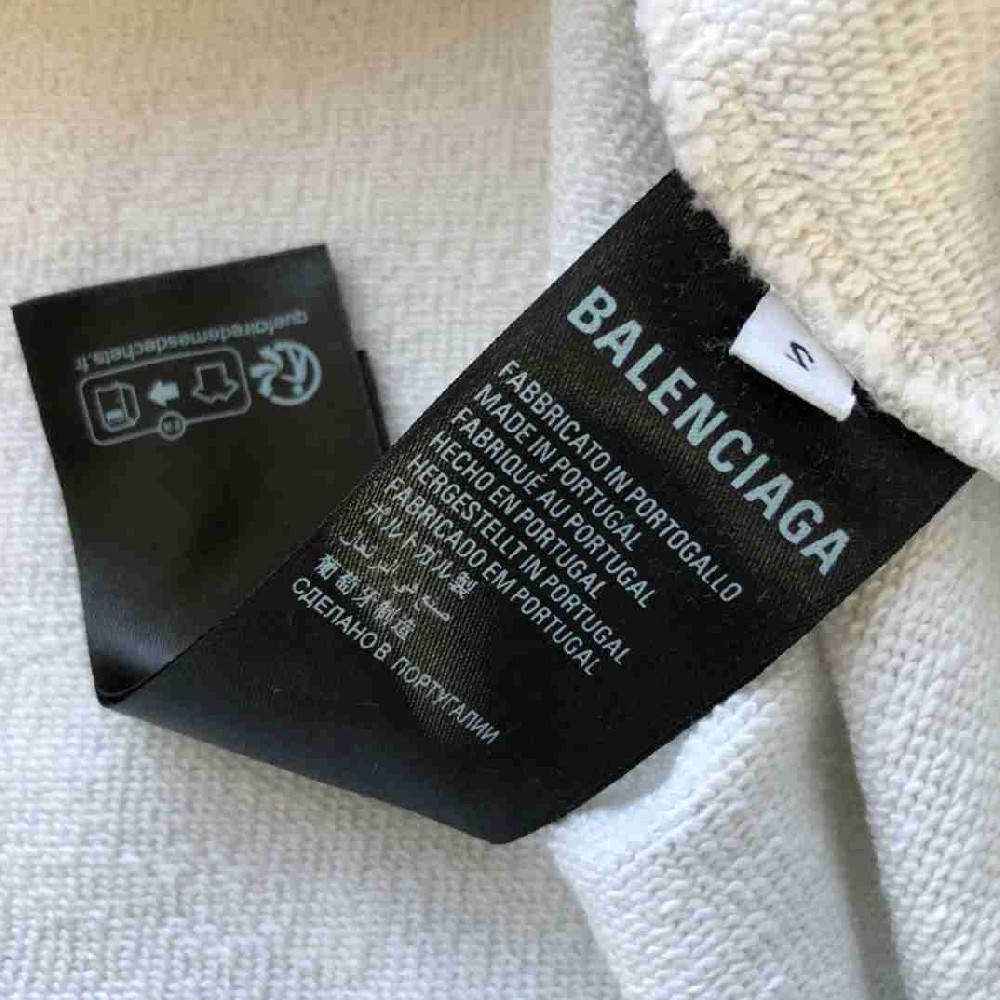 BALENCIAGA
S
FABBRICATO IN PORTOGALLO
MADE IN PORTUGAL
FABRIQUÉ AU PORTUGAL
HECHO EN PORTUGAL
HERGESTELLT IN PORTUGAL
FABRICADO EM PORTUGAL
ポルトガル製
葡萄牙制造
СДЕЛАНО В ПОРТУГАЛИИ
quefairedemesdechets.fr